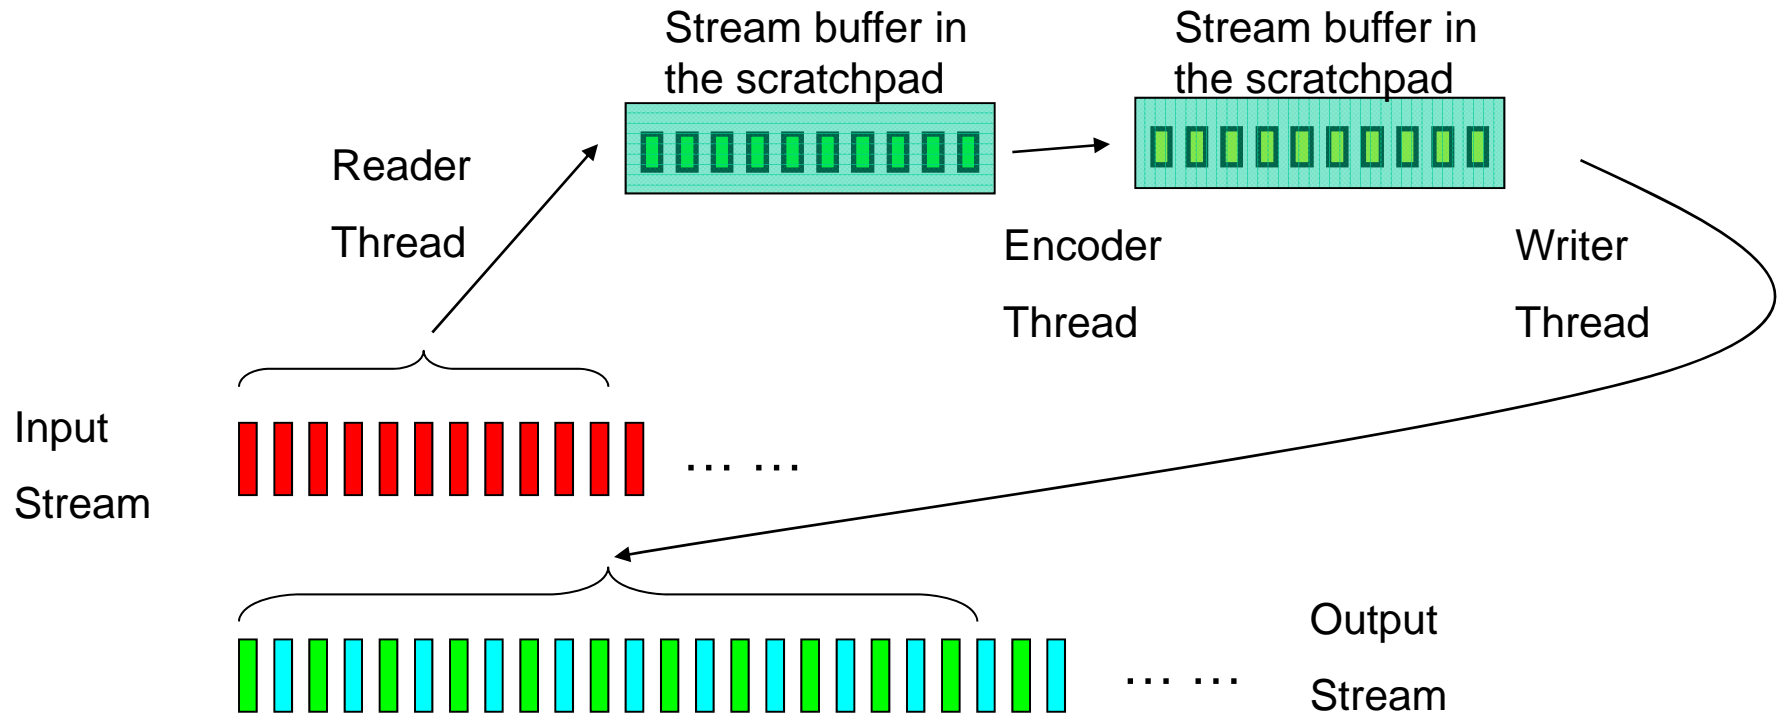 Stream buffer in
the scratchpad
Stream buffer in
the scratchpad
Reader
Thread
Encoder
Thread
Writer
Thread
Input
Stream
… …
… …
Output
Stream